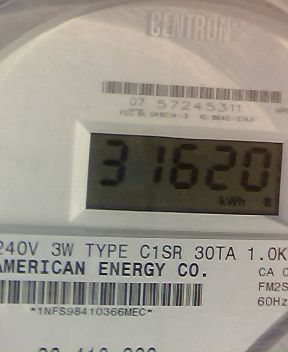 CENTRON
07 57245311
31620
kWh
240V 3W TYPE C1SR 30TA 1.0K
AMERICAN ENERGY CO.
CA 0
FM2S
60Hz
*1NFS98410366MEC*